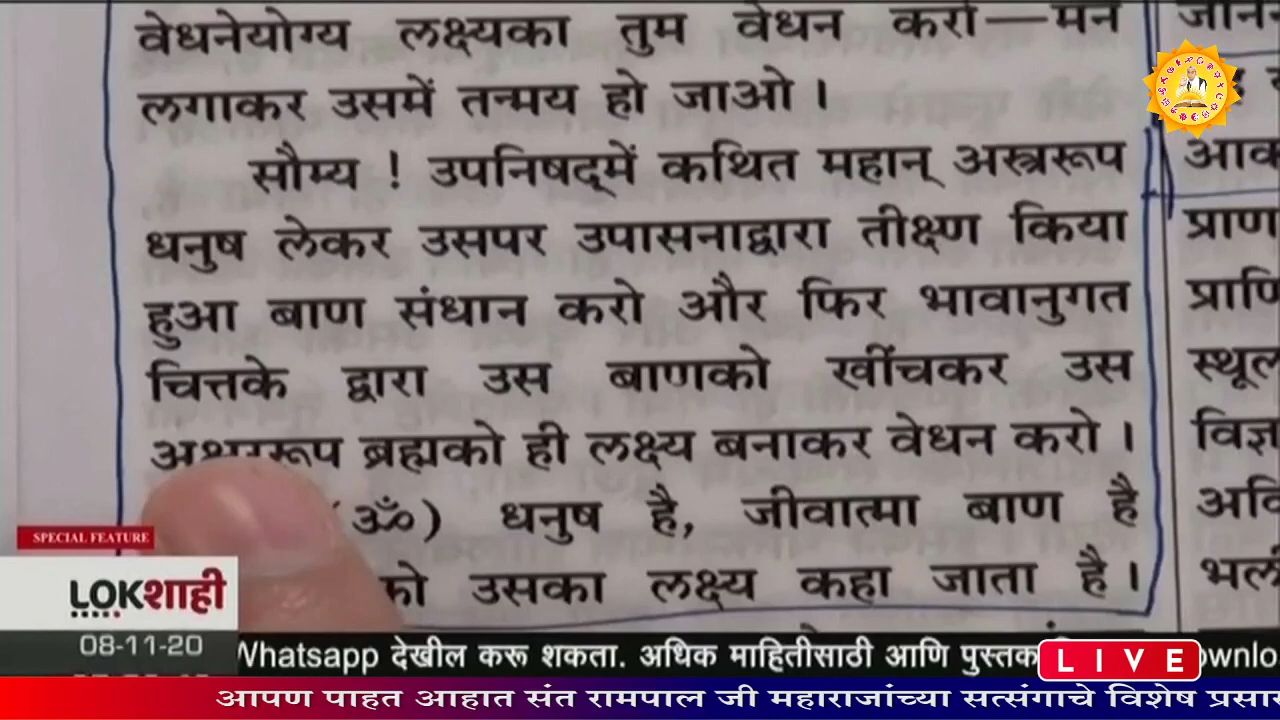 वेधनेयोग्य लक्ष्यका तुम वेधन करो—मन
लगाकर उसमें तन्मय हो जाओ ।
सौम्य ! उपनिषद्‌में कथित महान् अस्त्ररूप
धनुष लेकर उसपर उपासनाद्वारा तीक्ष्ण किया
हुआ बाण संधान करो और फिर भावानुगत
चित्तके द्वारा उस बाणको खींचकर उस
अक्षररूप ब्रह्मको ही लक्ष्य बनाकर वेधन करो ।
(ॐ) धनुष है, जीवात्मा बाण है
को उसका लक्ष्य कहा जाता है ।
आक
प्राण
प्राणि
स्थूल
विज्ञ
अवि
भली
SPECIAL FEATURE
LOKशाही
08-11-20
Whatsapp देखील करू शकता. अधिक माहितीसाठी आणि पुस्तक
LIVE
आपण पाहत आहात संत रामपाल जी महाराजांच्या सत्संगाचे विशेष प्रसार